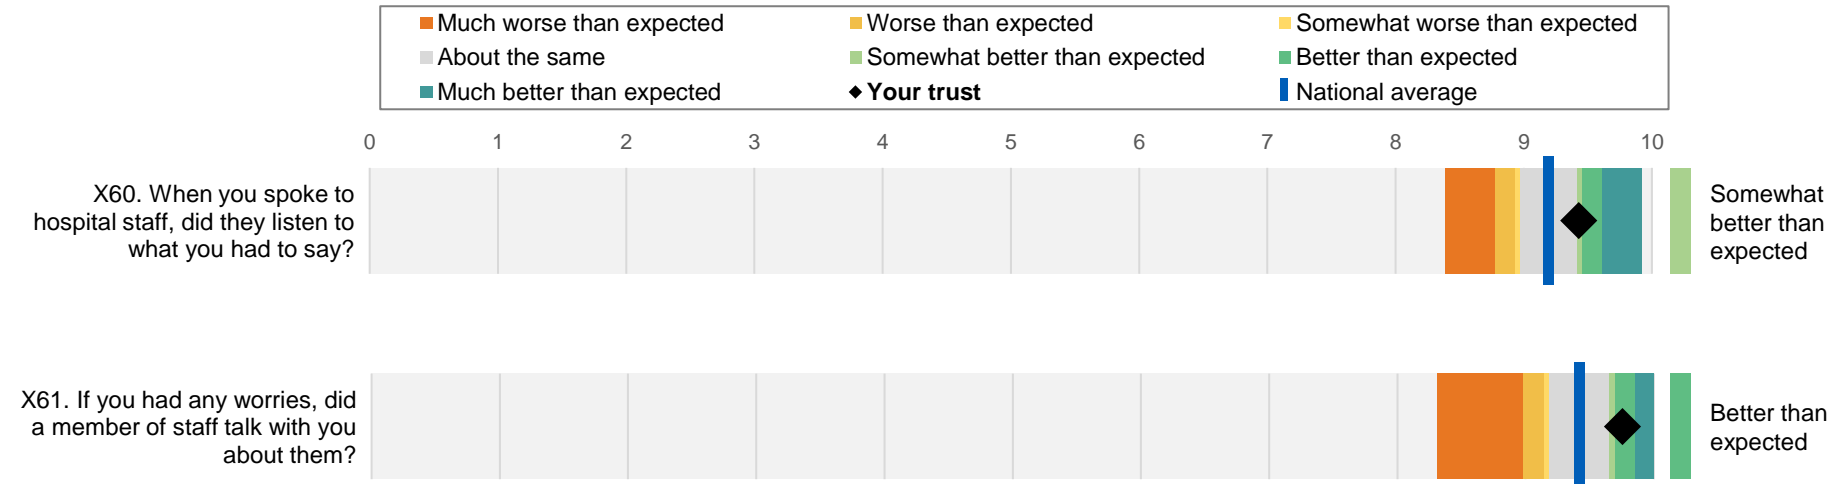 Much worse than expected
Worse than expected
Somewhat worse than expected
About the same
Somewhat better than expected
Better than expected
Much better than expected
Your trust
National average
0 1 2 3 4 5 6 7 8 9 10
X60. When you spoke to
hospital staff, did they listen to
what you had to say?
Somewhat
better than
expected
X61. If you had any worries, did
a member of staff talk with you
about them?
Better than
expected